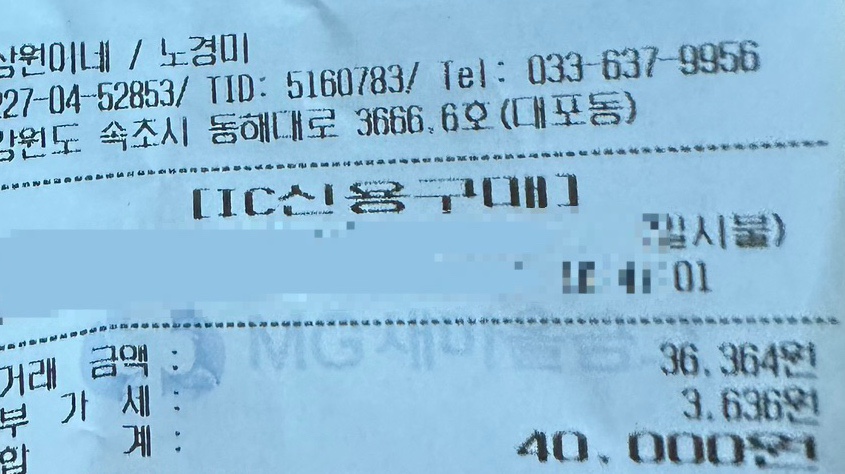 상원이네 / 노경미
227-04-52853/ TID: 5160783/ Tel: 033-637-9956
강원도 속초시 동해대로 3666.6호(대포동)
[IC신용구매]
일시불)
01
거래 금액 : 36.364원
부 가 세 : 3.636원
합 계 : 40.000원
MG새마을금고